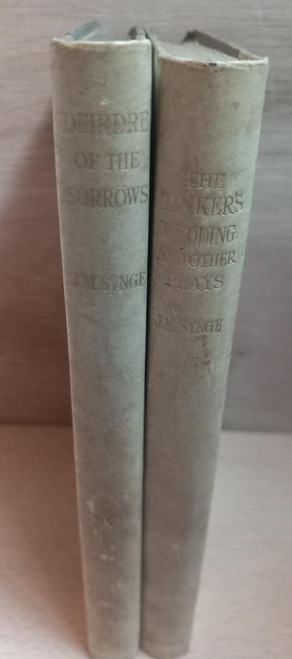 DEIRDRE
OF THE
SORROWS
J.M.SYNGE
THE
TINKER'S
WEDDING
AND OTHER
PLAYS
J.M.SYNGE